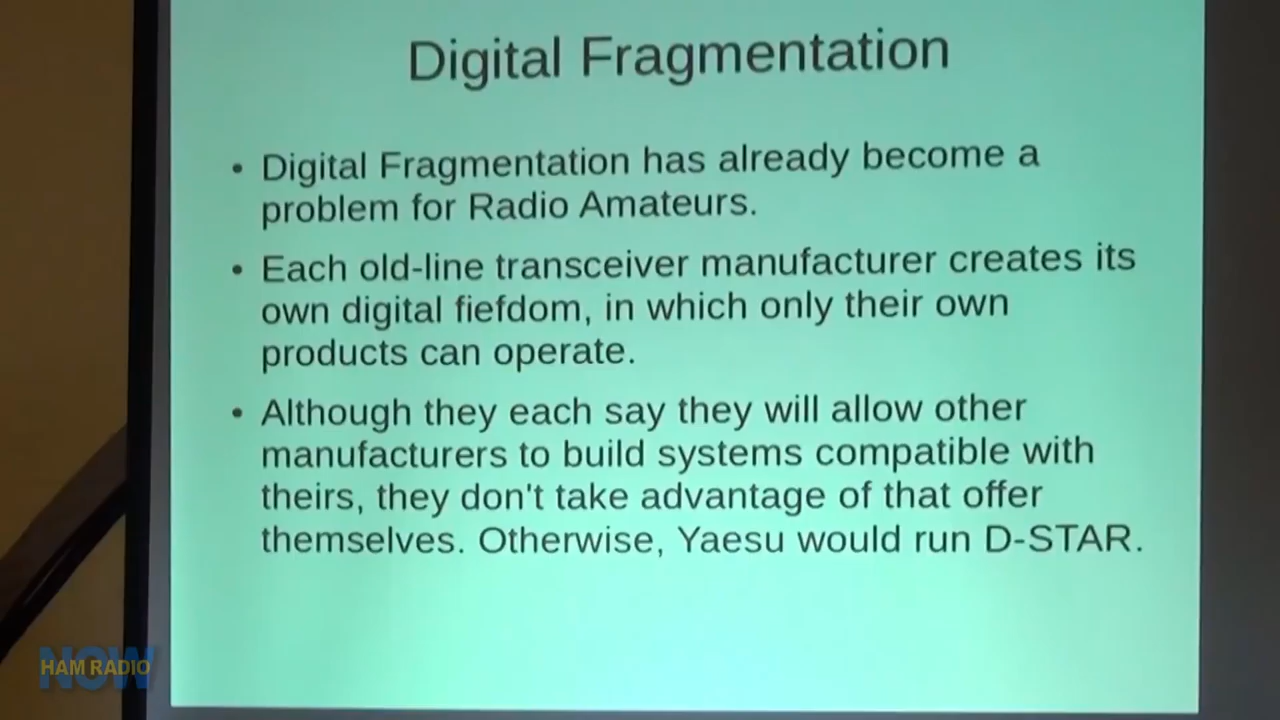 Digital Fragmentation
• Digital Fragmentation has already become a
problem for Radio Amateurs.
• Each old-line transceiver manufacturer creates its
own digital fiefdom, in which only their own
products can operate.
• Although they each say they will allow other
manufacturers to build systems compatible with
theirs, they don't take advantage of that offer
themselves. Otherwise, Yaesu would run D-STAR.
HAM RADIO
NOW